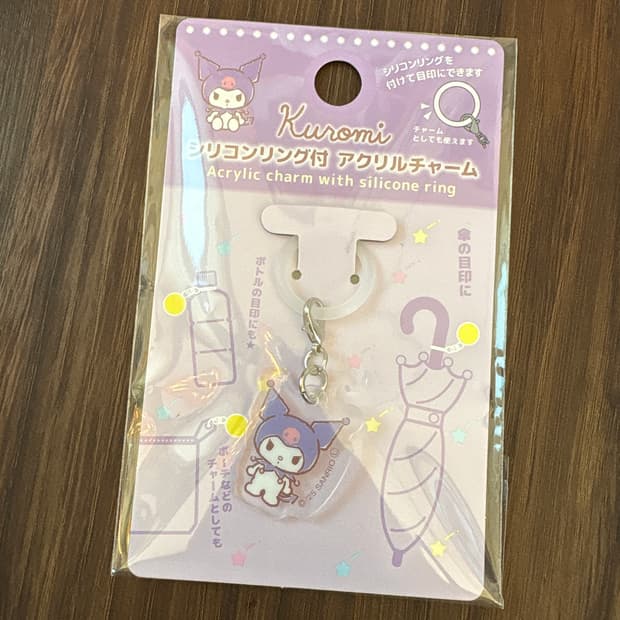 シリコンリングを
付けて目印にできます
Kuromi
チャーム
としても使えます
シリコンリング付 アクリルチャーム
Acrylic charm with silicone ring
傘の目印に
ボトルの目印にも★
ポーチなどの
チャームとしても
© '25 SANRIO Ⓛ